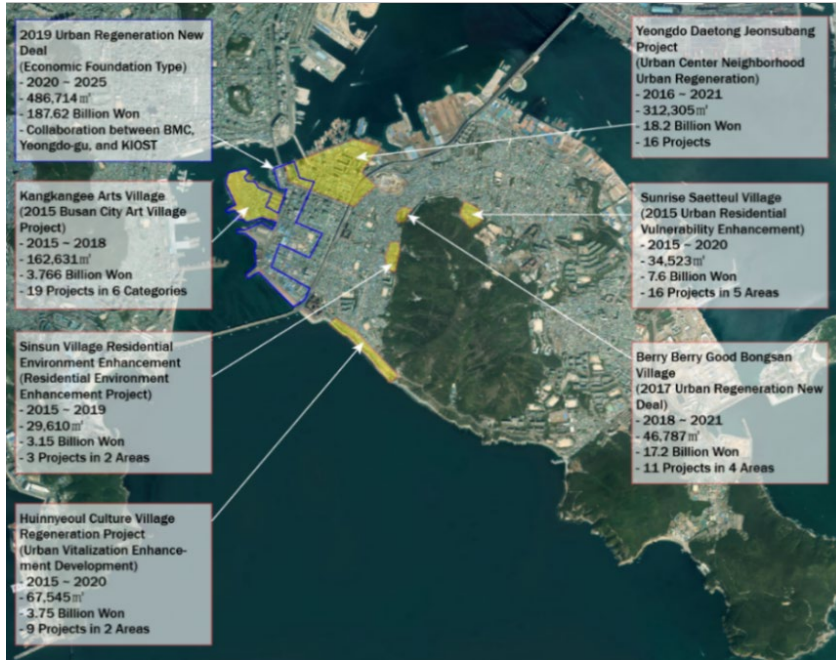 2019 Urban Regeneration New
Deal
(Economic Foundation Type)
- 2020 ~ 2025
- 486,714㎡
- 187.62 Billion Won
- Collaboration between BMC,
Yeongdo-gu, and KIOST
Kangkangee Arts Village
(2015 Busan City Art Village
Project)
- 2015 ~ 2018
- 162,631㎡
- 3.766 Billion Won
- 19 Projects in 6 Categories
Sinsun Village Residential
Environment Enhancement
(Residential Environment
Enhancement Project)
- 2015 ~ 2019
- 29,610㎡
- 3.15 Billion Won
- 3 Projects in 2 Areas
Huinnyeoul Culture Village
Regeneration Project
(Urban Vitalization Enhance-
ment Development)
- 2015 ~ 2020
- 67,545㎡
- 3.75 Billion Won
- 9 Projects in 2 Areas
Yeongdo Daetong Jeonsubang
Project
(Urban Center Neighborhood
Urban Regeneration)
- 2016 ~ 2021
- 312,305㎡
- 18.2 Billion Won
- 16 Projects
Sunrise Saetteul Village
(2015 Urban Residential
Vulnerability Enhancement)
- 2015 ~ 2020
- 34,523㎡
- 7.6 Billion Won
- 16 Projects in 5 Areas
Berry Berry Good Bongsan
Village
(2017 Urban Regeneration New
Deal)
- 2018 ~ 2021
- 46,787㎡
- 17.2 Billion Won
- 11 Projects in 4 Areas